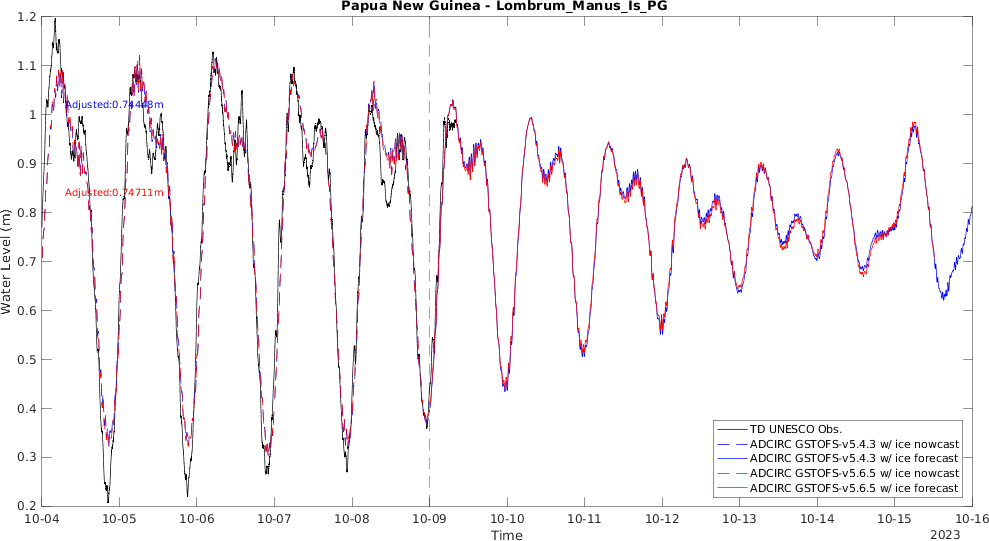 Papua New Guinea - Lombrum_Manus_Is_PG
1.2
1.1
1
0.9
0.8
0.7
0.6
0.5
0.4
0.3
0.2
Water Level (m)
Adjusted:0.74448m
Adjusted:0.74711m
TD UNESCO Obs.
ADCIRC GSTOFS-v5.4.3 w/ ice nowcast
ADCIRC GSTOFS-v5.4.3 w/ ice forecast
ADCIRC GSTOFS-v5.6.5 w/ ice nowcast
ADCIRC GSTOFS-v5.6.5 w/ ice forecast
10-04 10-05 10-06 10-07 10-08 10-09 10-10 10-11 10-12 10-13 10-14 10-15 10-16
Time
2023